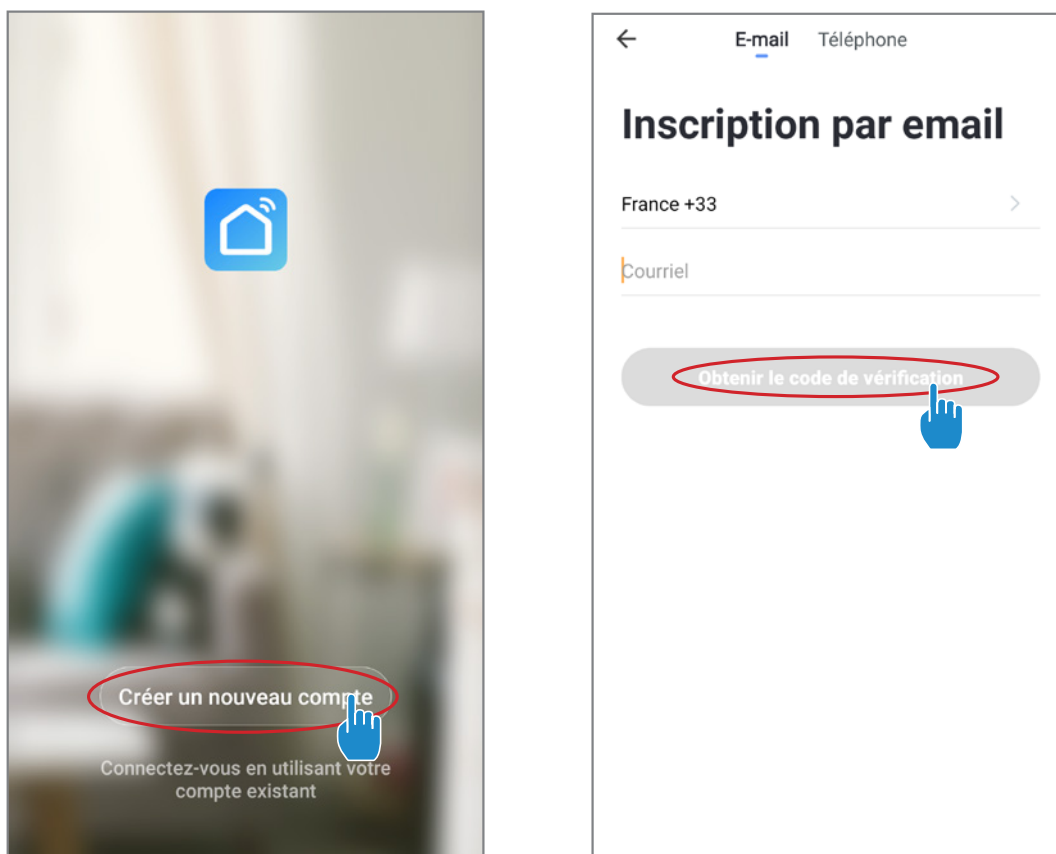 Créer un nouveau compte
Connectez-vous en utilisant votre
compte existant
E-mail Téléphone
Inscription par email
France +33
Courriel
Obtenir le code de vérification